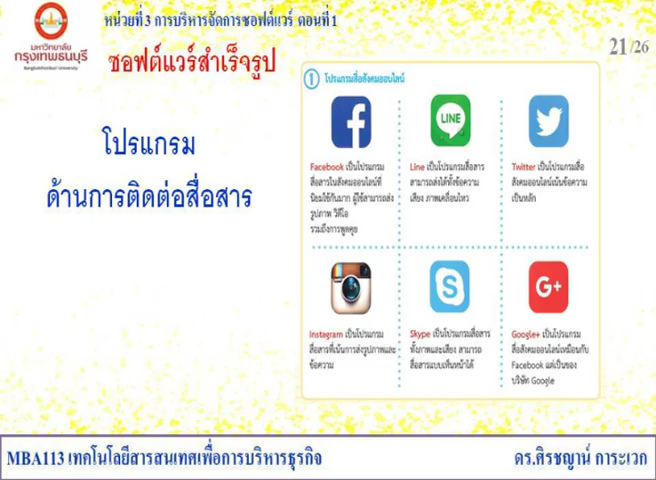 หน่วยที่ 3 การบริหารจัดการซอฟต์แวร์ ตอนที่ 1
มหาวิทยาลัย
กรุงเทพธนบุรี
Bangkokthonburi University
ซอฟต์แวร์สำเร็จรูป
21/26
โปรแกรม
ด้านการติดต่อสื่อสาร
1 โปรแกรมสื่อสังคมออนไลน์
LINE
Facebook เป็นโปรแกรม
สื่อสารในสังคมออนไลน์ที่
นิยมใช้กันมาก ผู้ใช้สามารถส่ง
รูปภาพ วิดีโอ
รวมถึงการพูดคุย
Line เป็นโปรแกรมสื่อสาร
สามารถส่งได้ทั้งข้อความ
เสียง ภาพเคลื่อนไหว
Twitter เป็นโปรแกรมสื่อ
สังคมออนไลน์เน้นข้อความ
เป็นหลัก
G+
Instagram เป็นโปรแกรม
สื่อสารที่เน้นการส่งรูปภาพและ
ข้อความ
Skype เป็นโปรแกรมสื่อสาร
ทั้งภาพและเสียง สามารถ
สื่อสารแบบเห็นหน้าได้
Google+ เป็นโปรแกรม
สื่อสังคมออนไลน์เหมือนกับ
Facebook แต่เป็นของ
บริษัท Google
MBA113 เทคโนโลยีสารสนเทศเพื่อการบริหารธุรกิจ
ดร.ศิรชญาน์ การะเวก